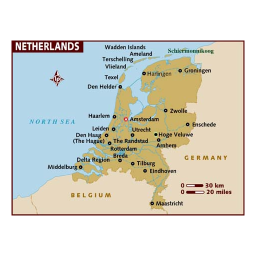 NETHERLANDS
Wadden Islands
Ameland
Schiermonnikoog
Terschelling
Vlieland
Texel
Harlingen
Groningen
Den Helder
Zwolle
NORTH SEA
Haarlem
Amsterdam
Enschede
Leiden
Utrecht
Den Haag
(The Hague)
Hoge Veluwe
The Randstad
Rotterdam
Arnhem
Breda
Delta Region
Tilburg
GERMANY
Middelburg
Eindhoven
30 km
20 miles
BELGIUM
Maastricht